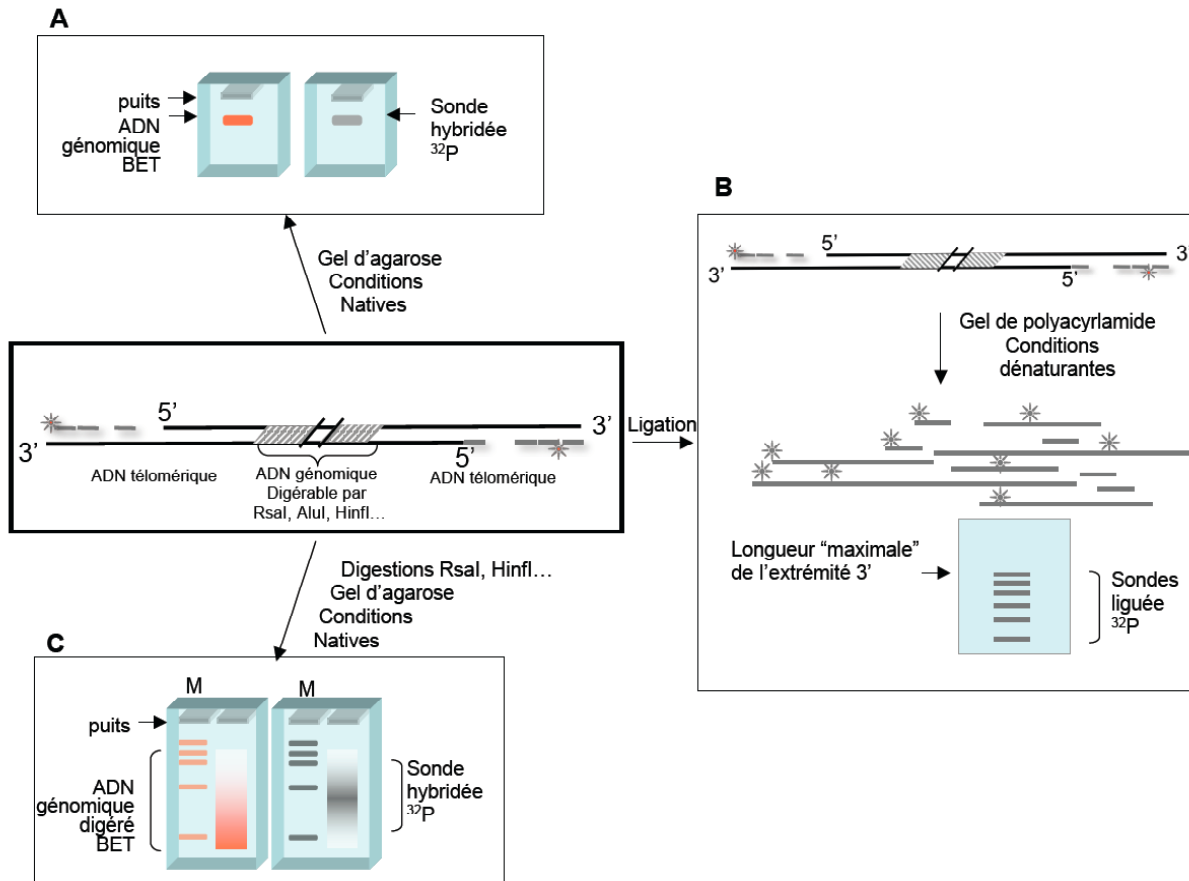 A
puits
ADN
génomique
BET
Sonde
hybridée
32P
Gel d'agarose
Conditions
Natives
B
5'
3'
3'
5'
Gel de polyacyrlamide
Conditions
dénaturantes
5'
3'
3'
5'
ADN télomérique
ADN génomique
Digérable par
RsaI, AluI, HinfI...
ADN télomérique
Ligation
Longueur "maximale"
de l'extrémité 3'
Sondes
liguée
32P
Digestions RsaI, HinfI...
Gel d'agarose
Conditions
Natives
C
M
M
puits
ADN
génomique
digéré
BET
Sonde
hybridée
32P